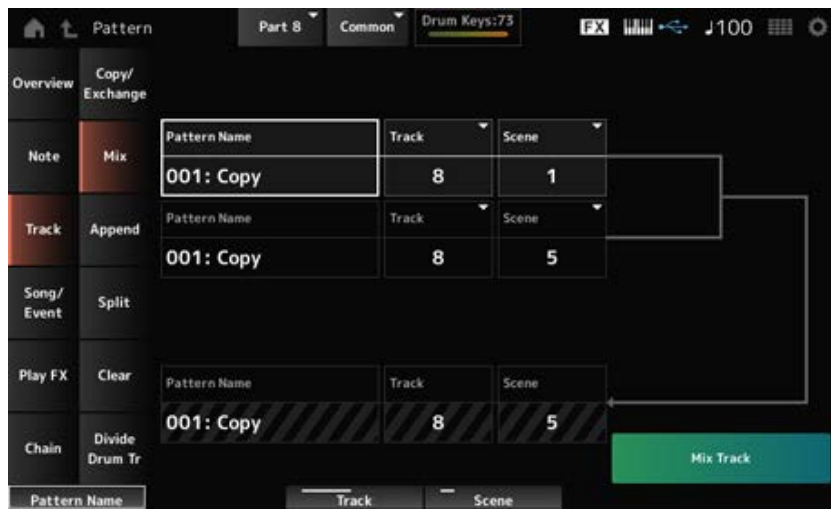 Pattern
Part 8
Common
Drum Keys:73
FX
♩100
Overview
Copy/
Exchange
Note
Mix
Pattern Name
Track
Scene
001: Copy
8
1
Track
Append
Pattern Name
Track
Scene
001: Copy
8
5
Song/
Event
Split
Play FX
Clear
Pattern Name
Track
Scene
001: Copy
8
5
Chain
Divide
Drum Tr
Mix Track
Pattern Name
Track
Scene